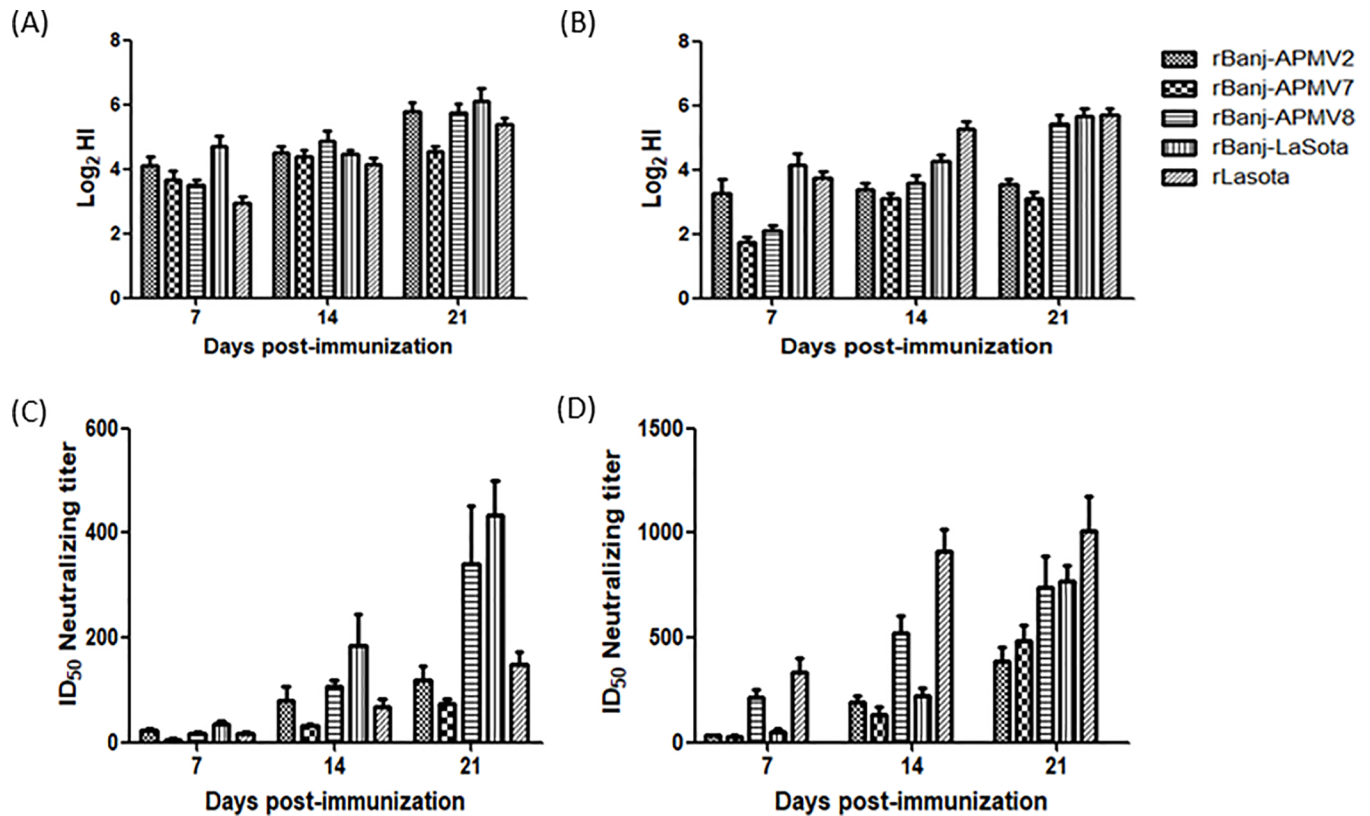 (A)
8
6
4
2
0
Log2 HI
7 14 21
Days post-immunization
(B)
8
6
4
2
0
Log2 HI
7 14 21
Days post-immunization
rBanj-APMV2
rBanj-APMV7
rBanj-APMV8
rBanj-LaSota
rLasota
(C)
600
400
200
0
ID50 Neutralizing titer
7 14 21
Days post-immunization
(D)
1500
1000
500
0
ID50 Neutralizing titer
7 14 21
Days post-immunization